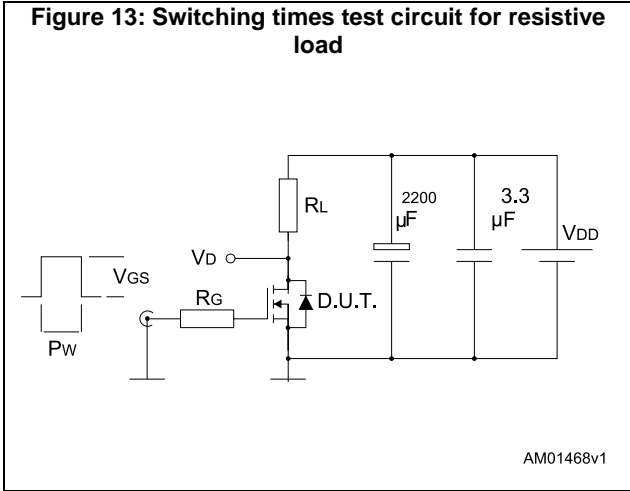 Figure 13: Switching times test circuit for resistive
load
2200
µF
3.3
µF
RL
VDD
VD
VGS
RG
D.U.T.
PW
AM01468v1